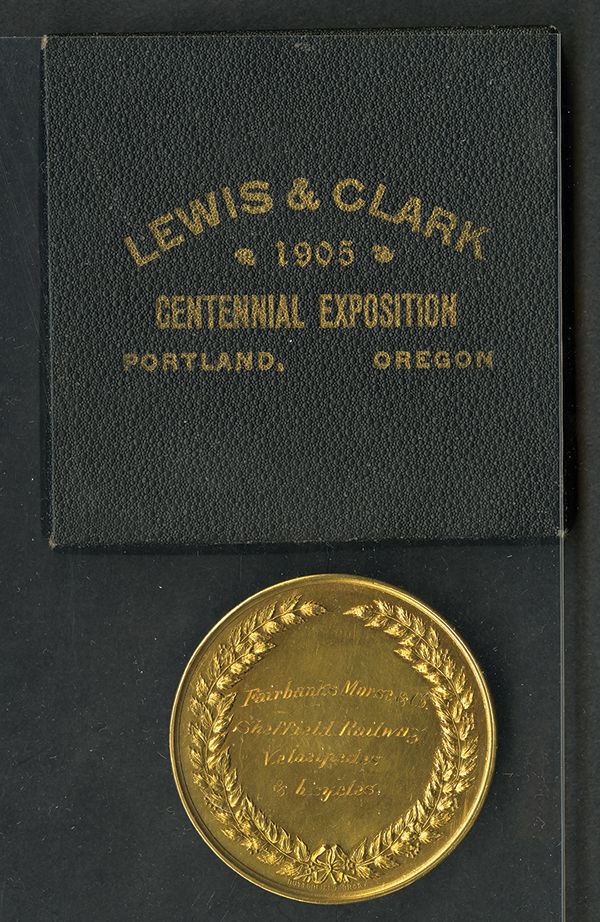 LEWIS & CLARK
1905
CENTENNIAL EXPOSITION
PORTLAND, OREGON
Fairbanks Morse & Co
Sheffield Railway
Velocipedes
& bicycles.